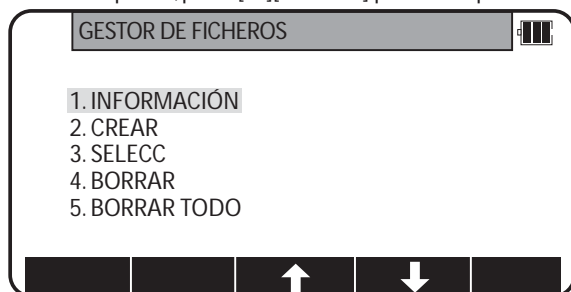 GESTOR DE FICHEROS
1. INFORMACIÓN
2. CREAR
3. SELECC
4. BORRAR
5. BORRAR TODO